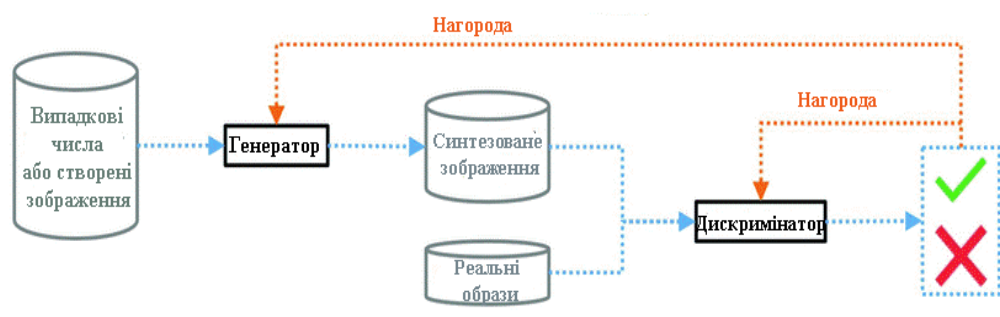 Нагорода
Нагорода
Випадкові
числа
або створені
зображення
Генератор
Синтезоване
зображення
Дискримінатор
Реальні
образи